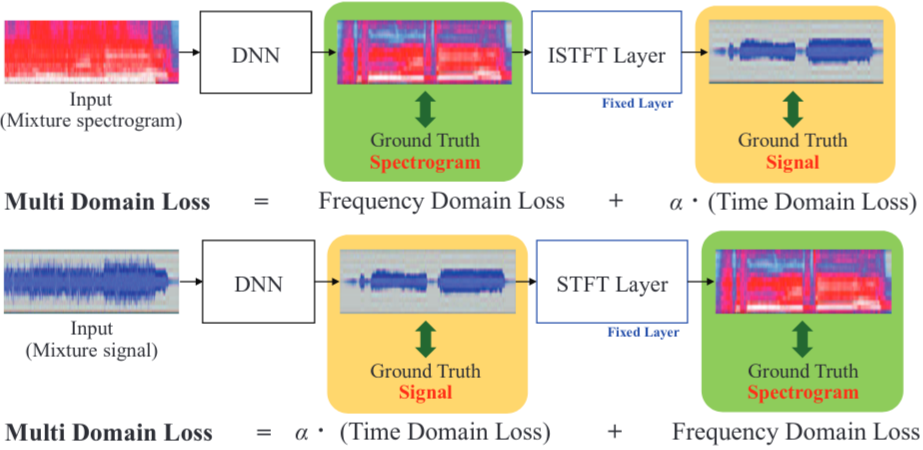 DNN
ISTFT Layer
Input
(Mixture spectrogram)
Fixed Layer
Ground Truth
Spectrogram
Ground Truth
Signal
Multi Domain Loss = Frequency Domain Loss + α · (Time Domain Loss)
DNN
STFT Layer
Input
(Mixture signal)
Fixed Layer
Ground Truth
Signal
Ground Truth
Spectrogram
Multi Domain Loss = α · (Time Domain Loss) + Frequency Domain Loss